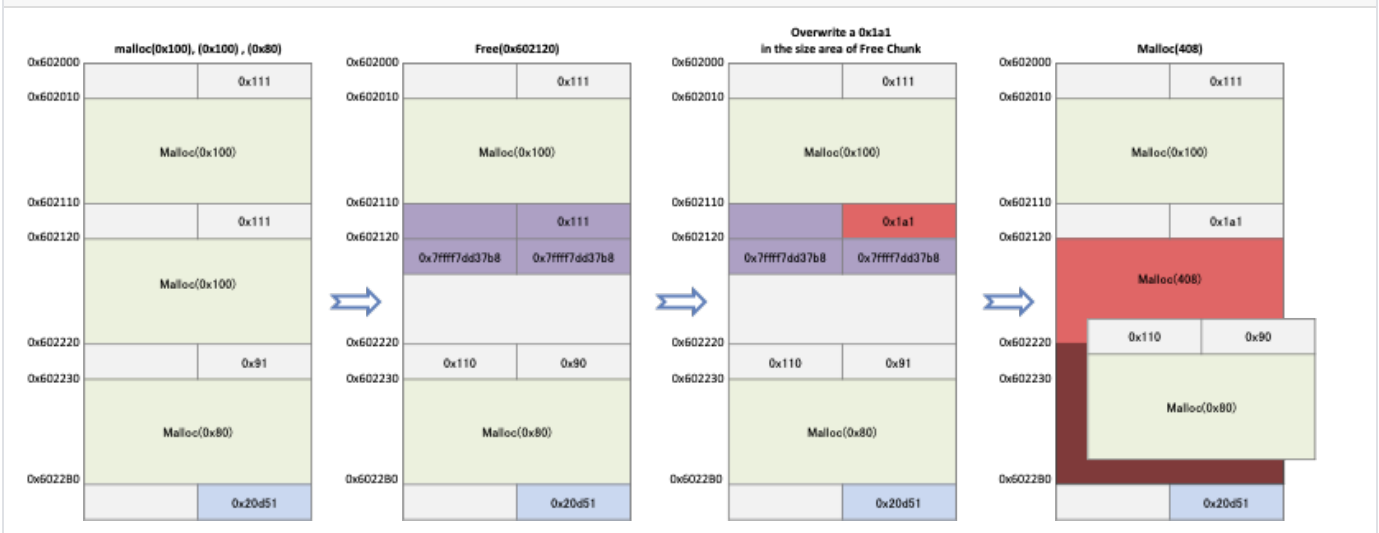 malloc(0x100), (0x100) , (0x80)
0x602000
0x111
0x602010
Malloc(0x100)
0x602110
0x111
0x602120
Malloc(0x100)
0x602220
0x91
0x602230
Malloc(0x80)
0x6022B0
0x20d51
Free(0x602120)
0x602000
0x111
0x602010
Malloc(0x100)
0x602110
0x111
0x602120
0x7ffff7dd37b8 0x7ffff7dd37b8
0x602220
0x110 0x90
0x602230
Malloc(0x80)
0x6022B0
0x20d51
Overwrite a 0x1a1
in the size area of Free Chunk
0x602000
0x111
0x602010
Malloc(0x100)
0x602110
0x1a1
0x602120
0x7ffff7dd37b8 0x7ffff7dd37b8
0x602220
0x110 0x91
0x602230
Malloc(0x80)
0x6022B0
0x20d51
Malloc(408)
0x602000
0x111
0x602010
Malloc(0x100)
0x602110
0x1a1
0x602120
Malloc(408)
0x602220
0x110 0x90
0x602230
Malloc(0x80)
0x6022B0
0x20d51